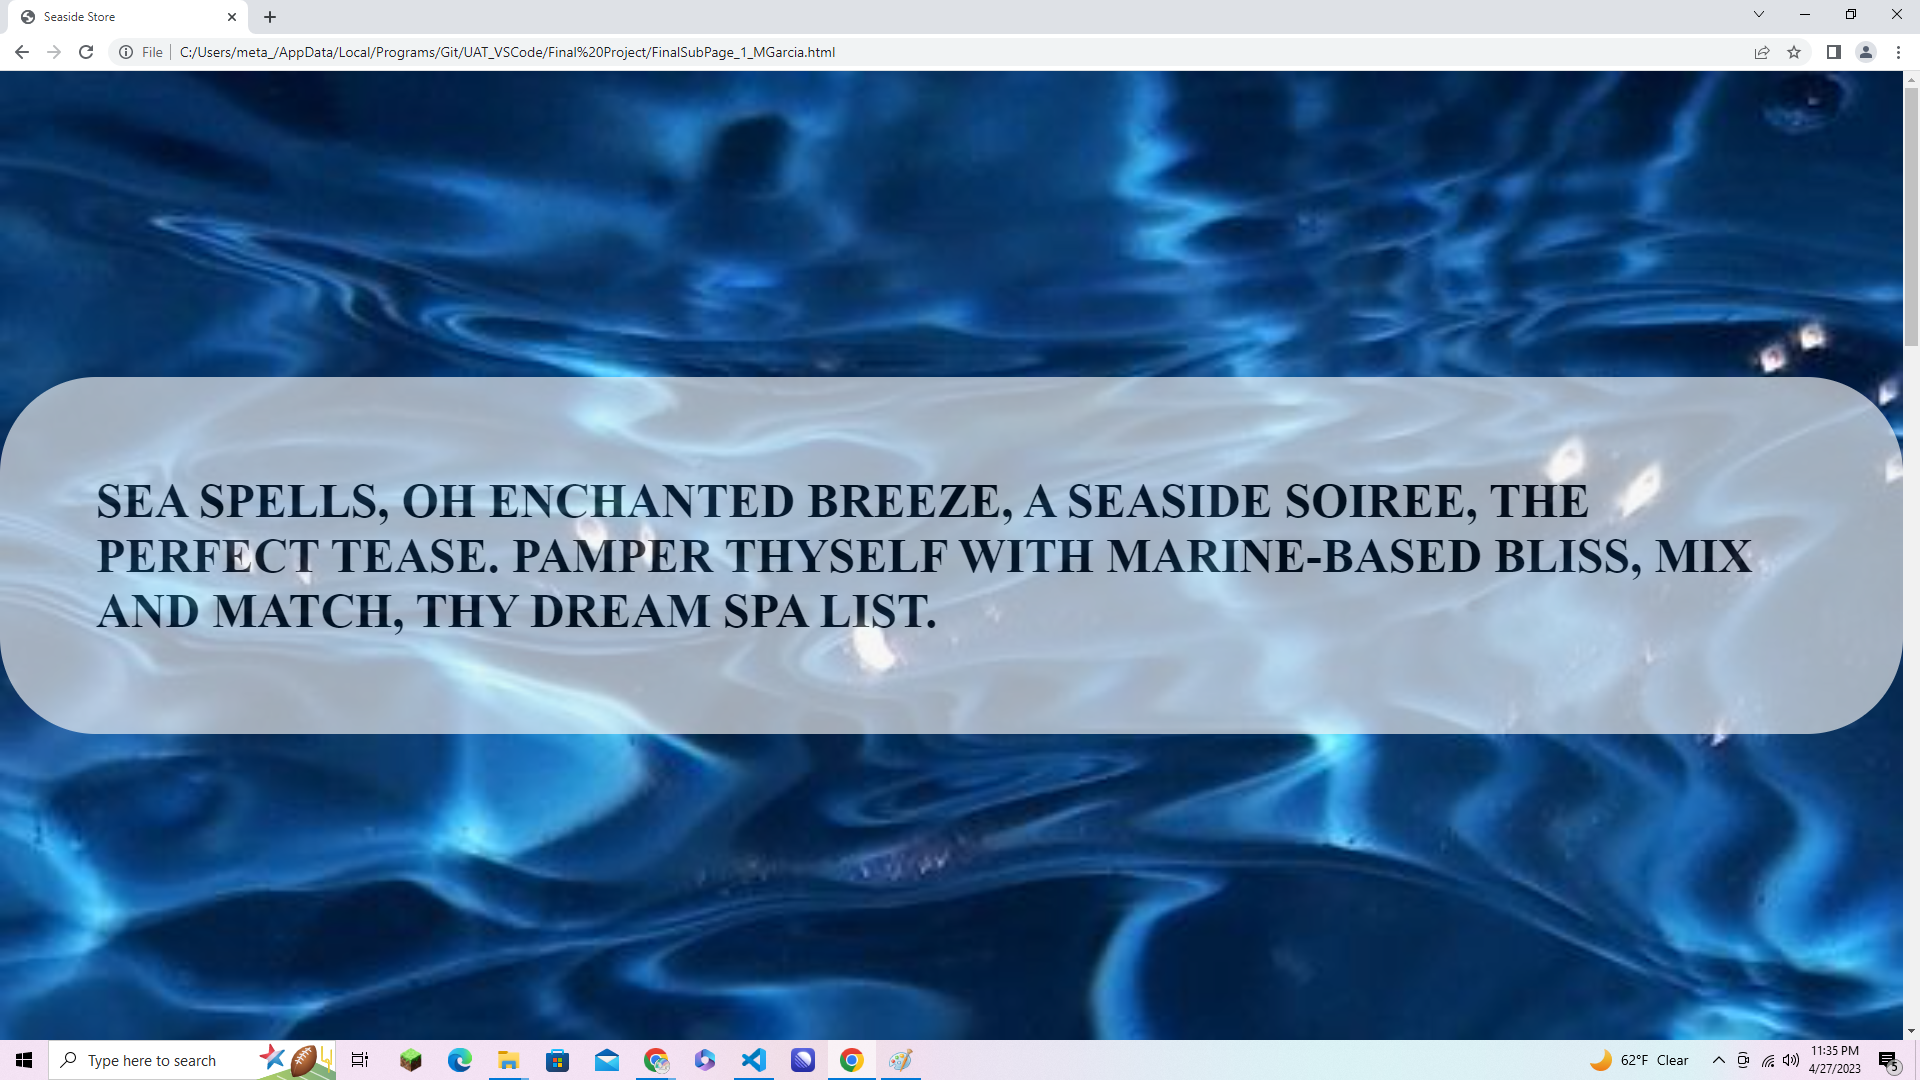 Seaside Store
File
C:/Users/meta_/AppData/Local/Programs/Git/UAT_VSCode/Final%20Project/FinalSubPage_1_MGarcia.html
SEA SPELLS, OH ENCHANTED BREEZE, A SEASIDE SOIREE, THE
PERFECT TEASE. PAMPER THYSELF WITH MARINE-BASED BLISS, MIX
AND MATCH, THY DREAM SPA LIST.
Type here to search
62°F Clear
11:35 PM
4/27/2023
5